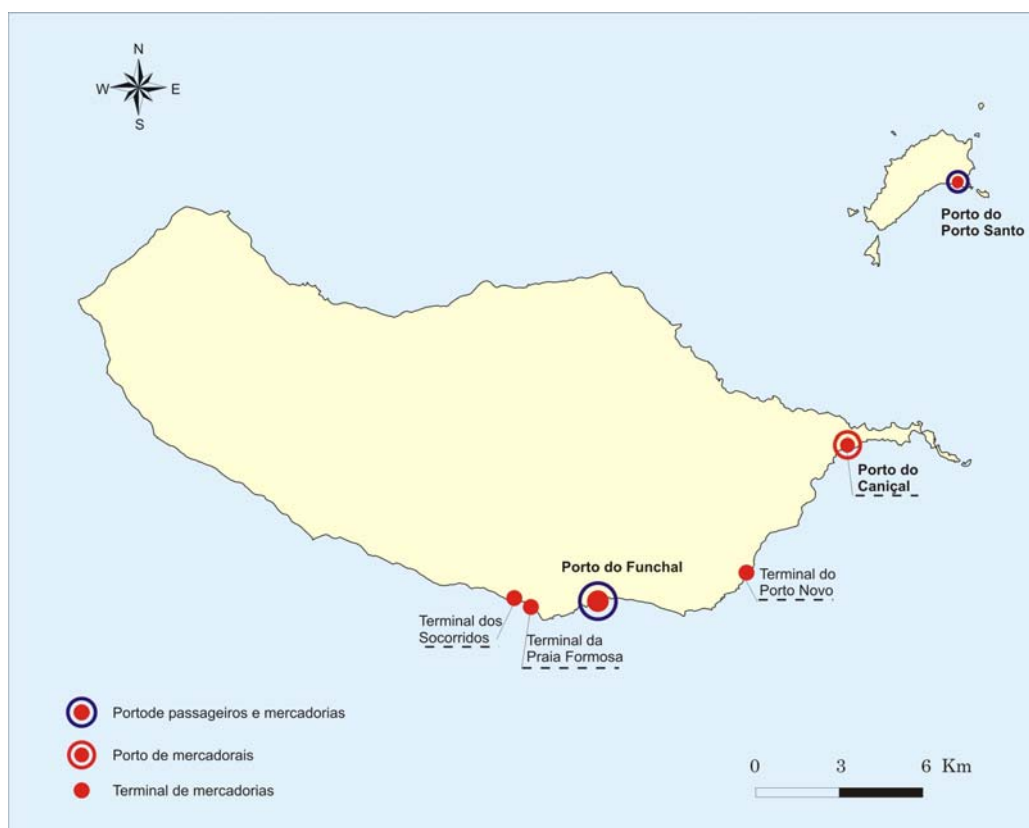 N
W E
S
Porto do
Porto Santo
Porto do
Caniçal
Porto do Funchal
Terminal do
Porto Novo
Terminal dos
Socorridos
Terminal da
Praia Formosa
Portode passageiros e mercadorias
Porto de mercadorais
Terminal de mercadorias
0 3 6 Km